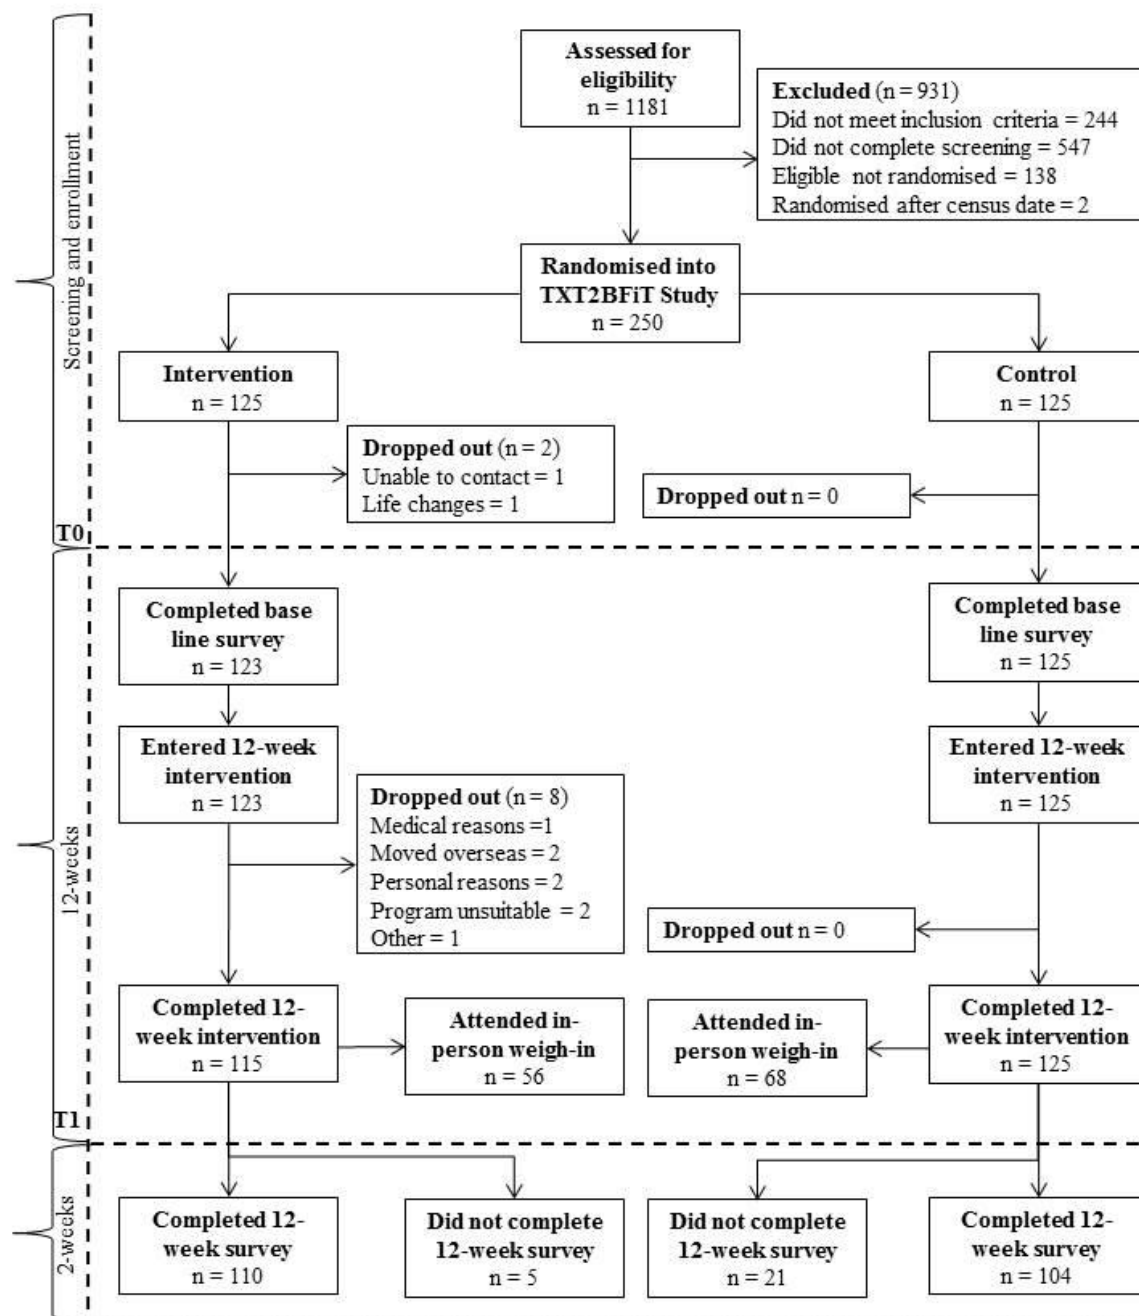 Assessed for
eligibility
n = 1181
Excluded (n = 931)
Did not meet inclusion criteria = 244
Did not complete screening = 547
Eligible not randomised = 138
Randomised after census date = 2
Screening and enrollment
Randomised into
TXT2BFiT Study
n = 250
Intervention
n = 125
Control
n = 125
Dropped out (n = 2)
Unable to contact = 1
Life changes = 1
Dropped out n = 0
T0
Completed base
line survey
n = 123
Completed base
line survey
n = 125
Entered 12-week
intervention
n = 123
Entered 12-week
intervention
n = 125
12-weeks
Dropped out (n = 8)
Medical reasons =1
Moved overseas = 2
Personal reasons = 2
Program unsuitable = 2
Other = 1
Dropped out n = 0
Completed 12-
week intervention
n = 115
Attended in-
person weigh-in
n = 56
Attended in-
person weigh-in
n = 68
Completed 12-
week intervention
n = 125
T1
2-weeks
Completed 12-
week survey
n = 110
Did not complete
12-week survey
n = 5
Did not complete
12-week survey
n = 21
Completed 12-
week survey
n = 104